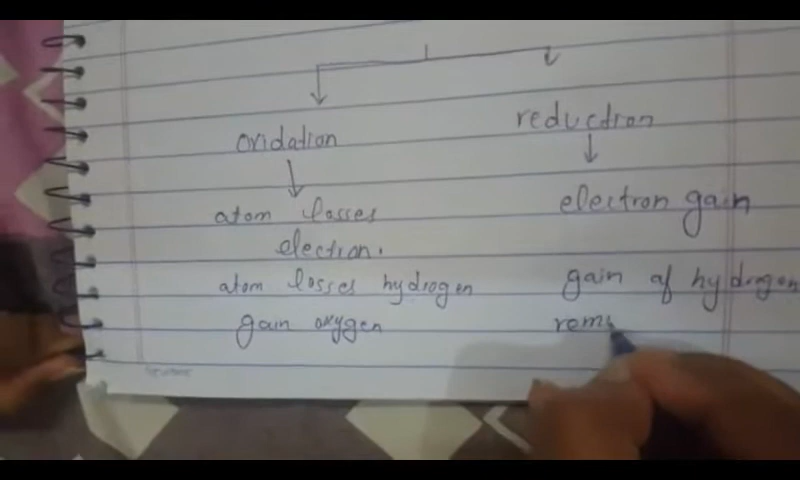 oxidation
reduction
atom losses
electron.
electron gain
atom losses hydrogen
gain of hydrogen
gain oxygen